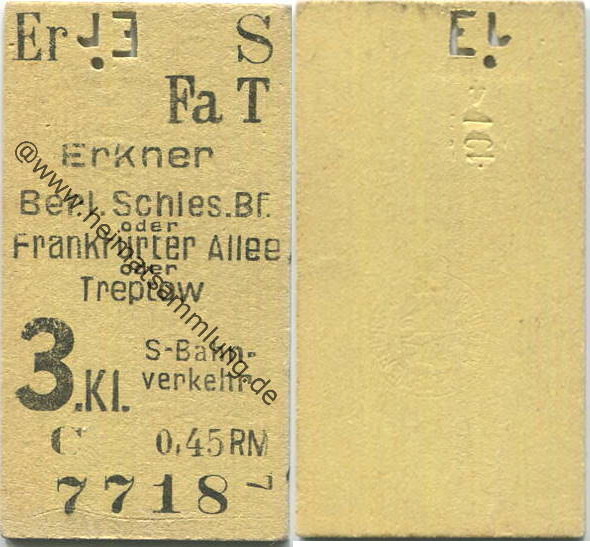 Er S
Fa T
Erkner
Berl. Schles. Bf.
oder
Frankfurter Allee
oder
Treptow
3.Kl.
S-Bahn-
verkehr
C 0,45 RM
7718
@www.heimatsammlung.de